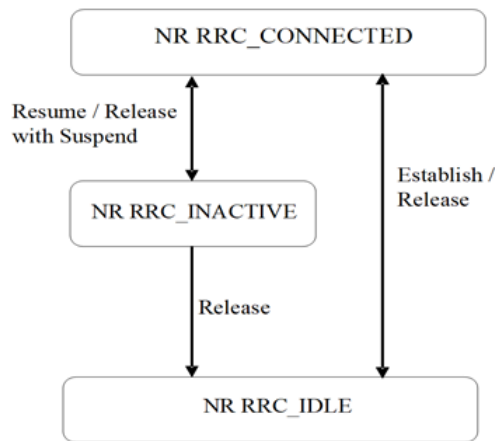 NR RRC_CONNECTED
Resume / Release
with Suspend
Establish /
Release
NR RRC_INACTIVE
Release
NR RRC_IDLE